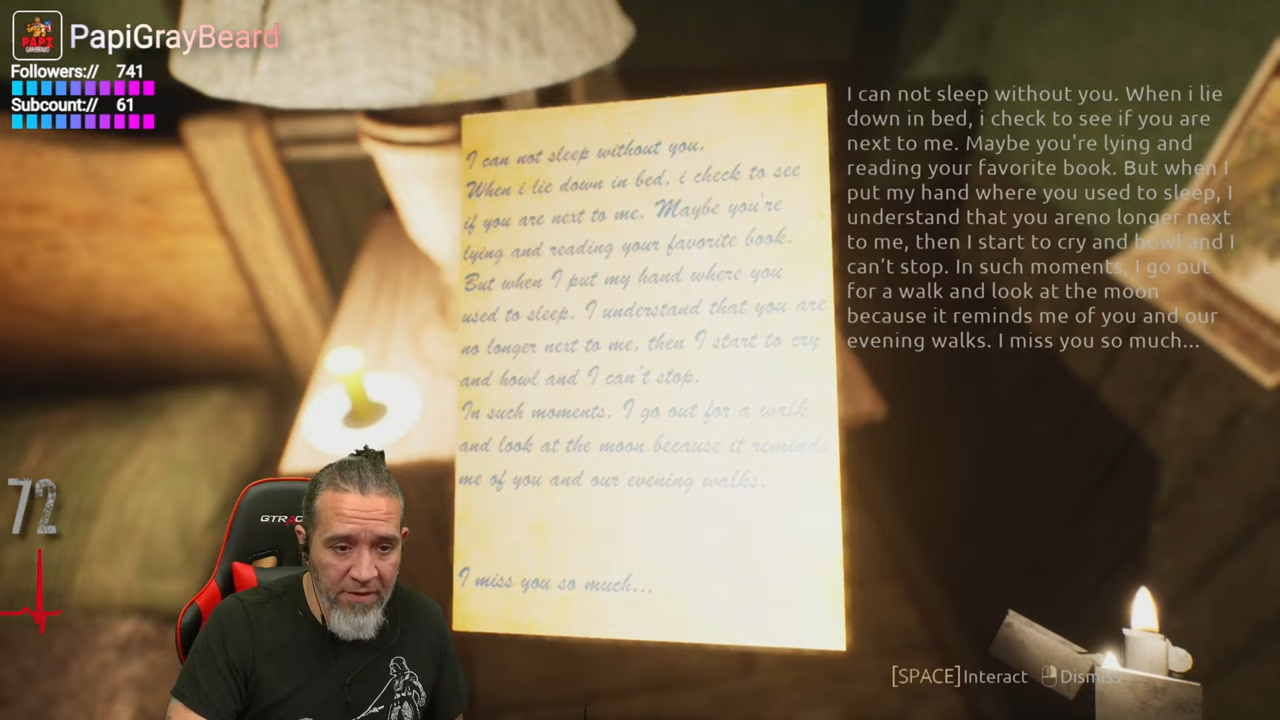 PapiGrayBeard
Followers// 741
Subcount// 61
I can not sleep without you.
When i lie down in bed, i check to see
if you are next to me. Maybe you're
lying and reading your favorite book.
But when I put my hand where you
used to sleep, I understand that you are
no longer next to me, then I start to cry
and howl and I can't stop.
In such moments, I go out for a walk
and look at the moon because it reminds
me of you and our evening walks.
I miss you so much...
I can not sleep without you. When i lie
down in bed, i check to see if you are
next to me. Maybe you're lying and
reading your favorite book. But when I
put my hand where you used to sleep, I
understand that you areno longer next
to me, then I start to cry and howl and I
can't stop. In such moments, I go out
for a walk and look at the moon
because it reminds me of you and our
evening walks. I miss you so much...
72
[SPACE]Interact
Dismiss